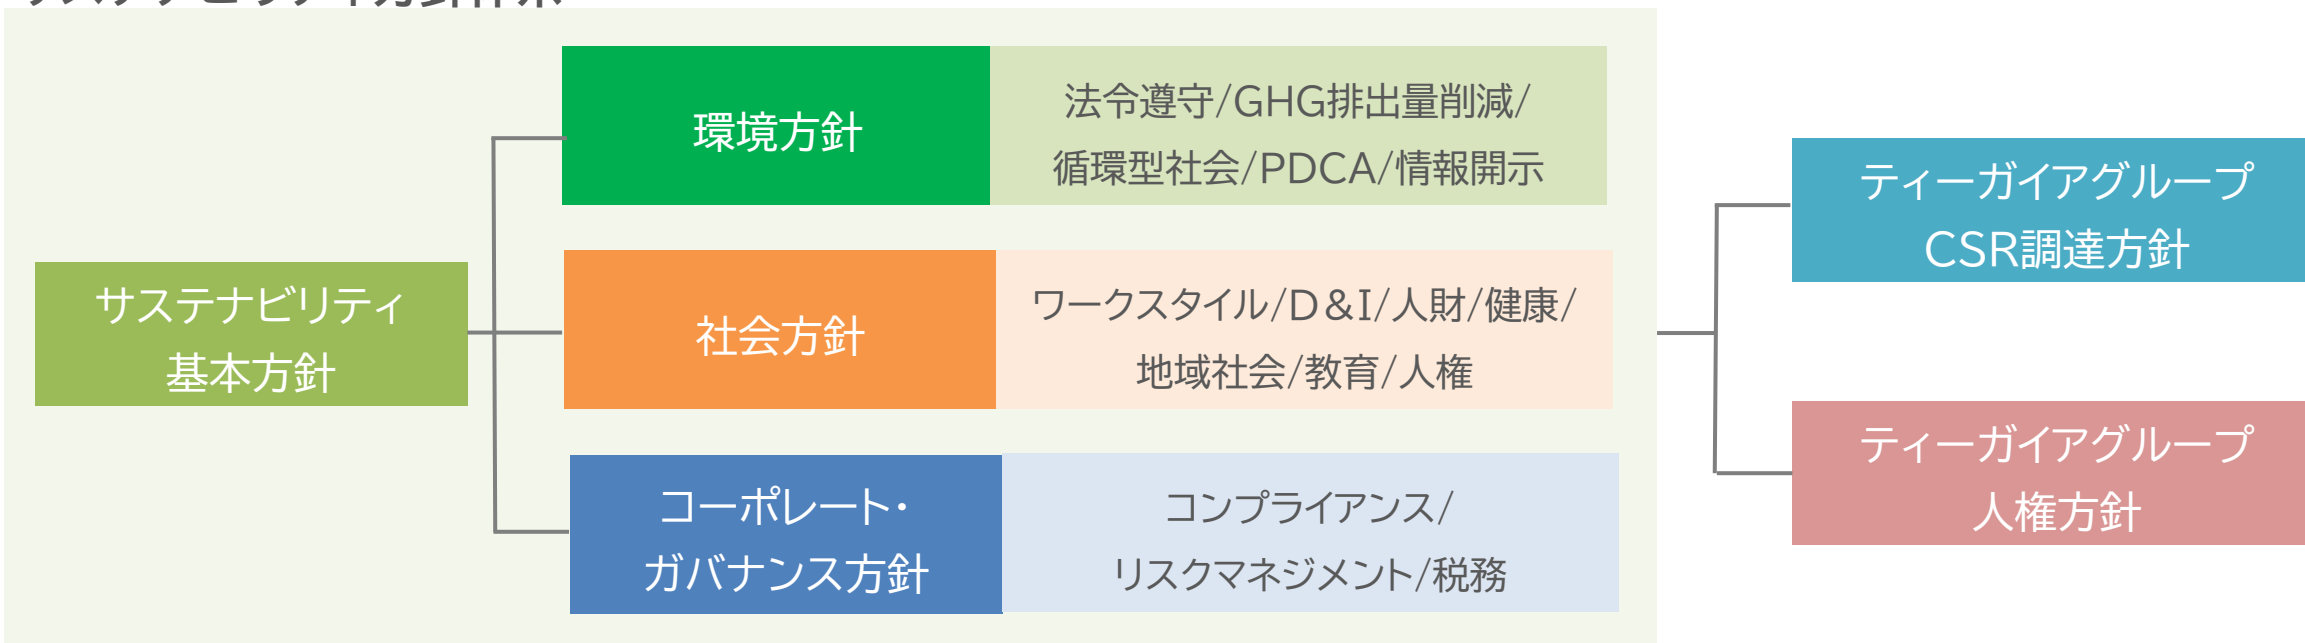 サステナビリティ
基本方針
環境方針
法令遵守/GHG排出量削減/
循環型社会/PDCA/情報開示
社会方針
ワークスタイル/D&I/人財/健康/
地域社会/教育/人権
コーポレート・
ガバナンス方針
コンプライアンス/
リスクマネジメント/税務
ティーガイアグループ
CSR調達方針
ティーガイアグループ
人権方針